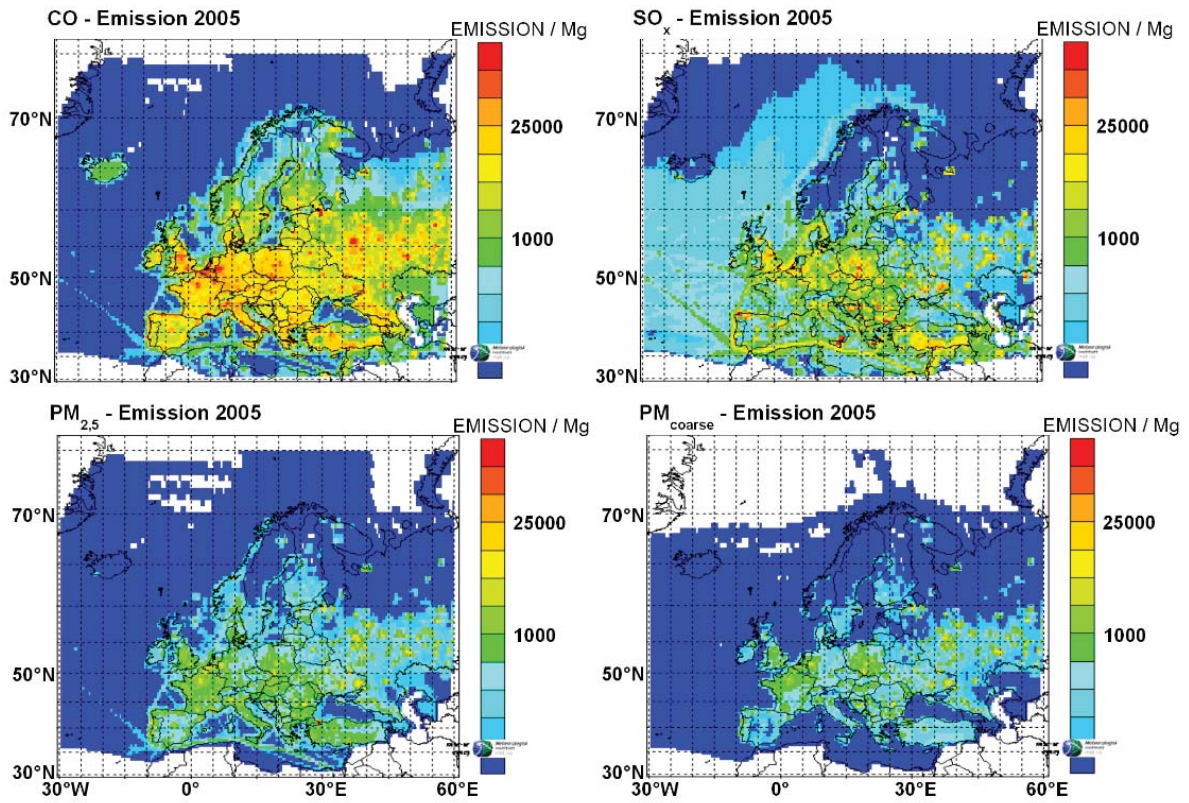 CO - Emission 2005
EMISSION / Mg
70°N
25000
1000
50°N
30°N
SOx - Emission 2005
EMISSION / Mg
70°N
25000
1000
50°N
30°N
PM2,5 - Emission 2005
EMISSION / Mg
70°N
25000
1000
50°N
30°N
30°W
0°
30°E
60°E
PMcoarse - Emission 2005
EMISSION / Mg
70°N
25000
1000
50°N
30°N
30°W
0°
30°E
60°E